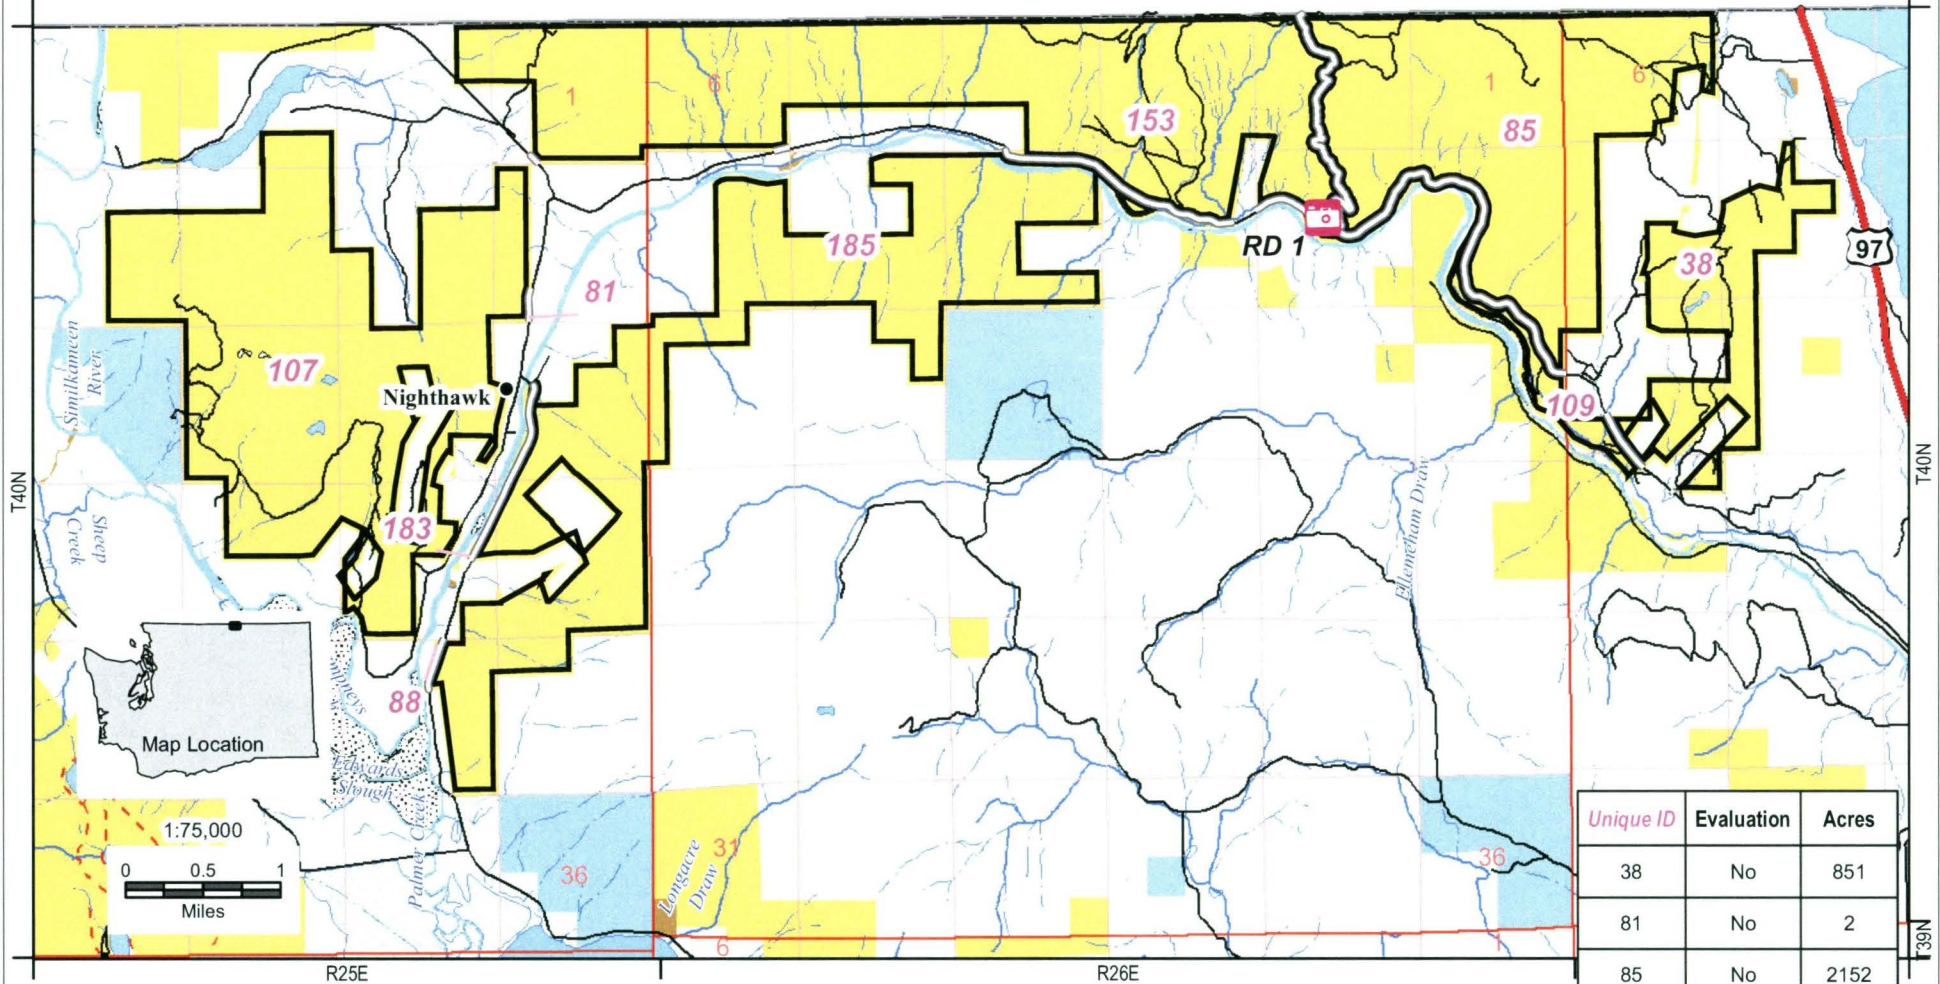 1
6
153
1
85
6
185
RD 1
97
38
81
107
Similkameen
River
Nighthawk
109
T40N
T40N
183
Sheep
Creek
Ellemeham Draw
88
Map Location
Edwards
Slough
Palmer Creek
1:75,000
0 0.5 1
Miles
36
31
Longacre
Draw
36
6
1
Unique ID Evaluation Acres
38 No 851
81 No 2
85 No 2152
T39N
R25E
R26E